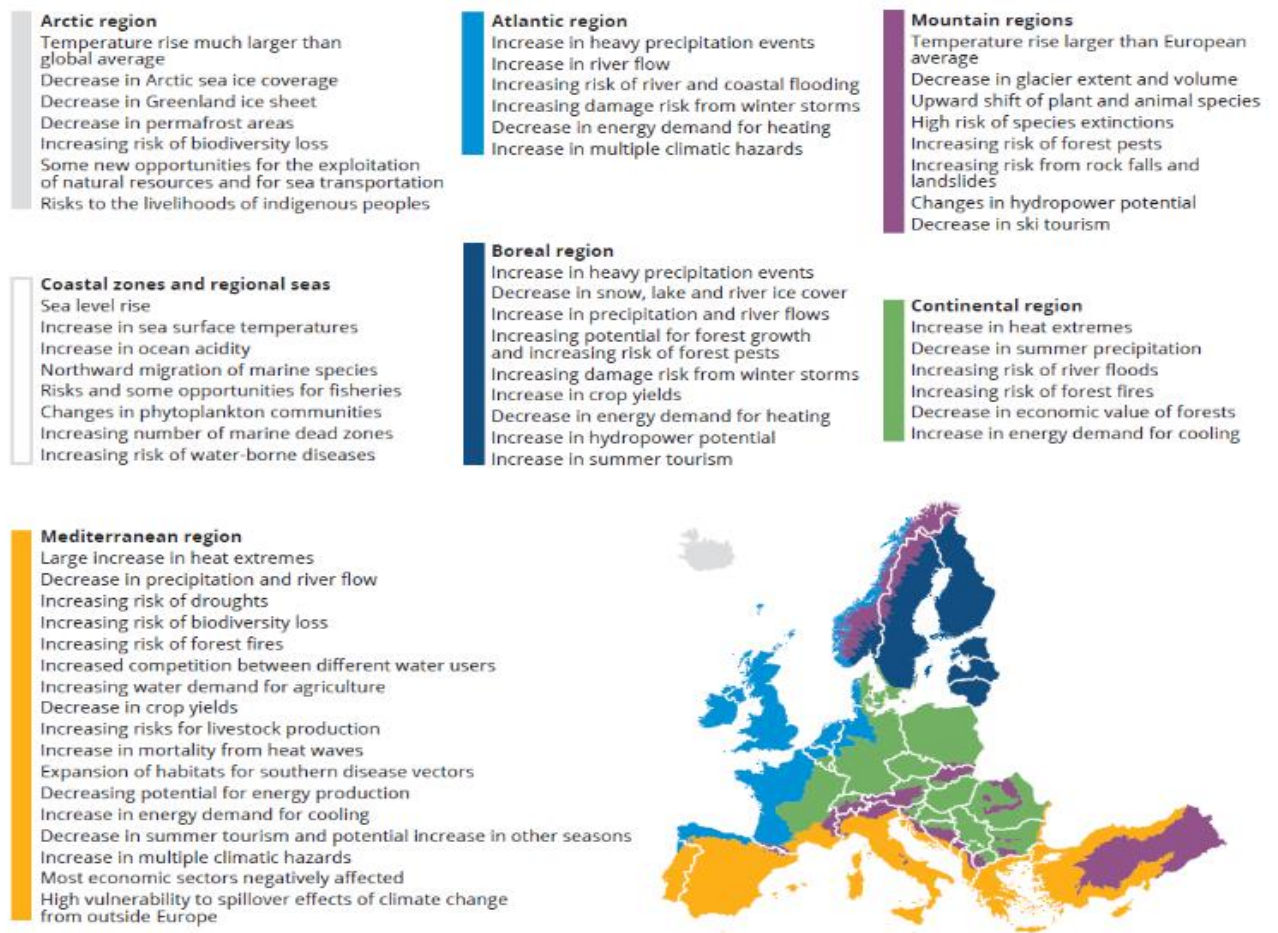 Arctic region
Temperature rise much larger than
global average
Decrease in Arctic sea ice coverage
Decrease in Greenland ice sheet
Decrease in permafrost areas
Increasing risk of biodiversity loss
Some new opportunities for the exploitation
of natural resources and for sea transportation
Risks to the livelihoods of indigenous peoples
Atlantic region
Increase in heavy precipitation events
Increase in river flow
Increasing risk of river and coastal flooding
Increasing damage risk from winter storms
Decrease in energy demand for heating
Increase in multiple climatic hazards
Mountain regions
Temperature rise larger than European
average
Decrease in glacier extent and volume
Upward shift of plant and animal species
High risk of species extinctions
Increasing risk of forest pests
Increasing risk from rock falls and
landslides
Changes in hydropower potential
Decrease in ski tourism
Coastal zones and regional seas
Sea level rise
Increase in sea surface temperatures
Increase in ocean acidity
Northward migration of marine species
Risks and some opportunities for fisheries
Changes in phytoplankton communities
Increasing number of marine dead zones
Increasing risk of water-borne diseases
Boreal region
Increase in heavy precipitation events
Decrease in snow, lake and river ice cover
Increase in precipitation and river flows
Increasing potential for forest growth
and increasing risk of forest pests
Increasing damage risk from winter storms
Increase in crop yields
Decrease in energy demand for heating
Increase in hydropower potential
Increase in summer tourism
Continental region
Increase in heat extremes
Decrease in summer precipitation
Increasing risk of river floods
Increasing risk of forest fires
Decrease in economic value of forests
Increase in energy demand for cooling
Mediterranean region
Large increase in heat extremes
Decrease in precipitation and river flow
Increasing risk of droughts
Increasing risk of biodiversity loss
Increasing risk of forest fires
Increased competition between different water users
Increasing water demand for agriculture
Decrease in crop yields
Increasing risks for livestock production
Increase in mortality from heat waves
Expansion of habitats for southern disease vectors
Decreasing potential for energy production
Increase in energy demand for cooling
Decrease in summer tourism and potential increase in other seasons
Increase in multiple climatic hazards
Most economic sectors negatively affected
High vulnerability to spillover effects of climate change
from outside Europe